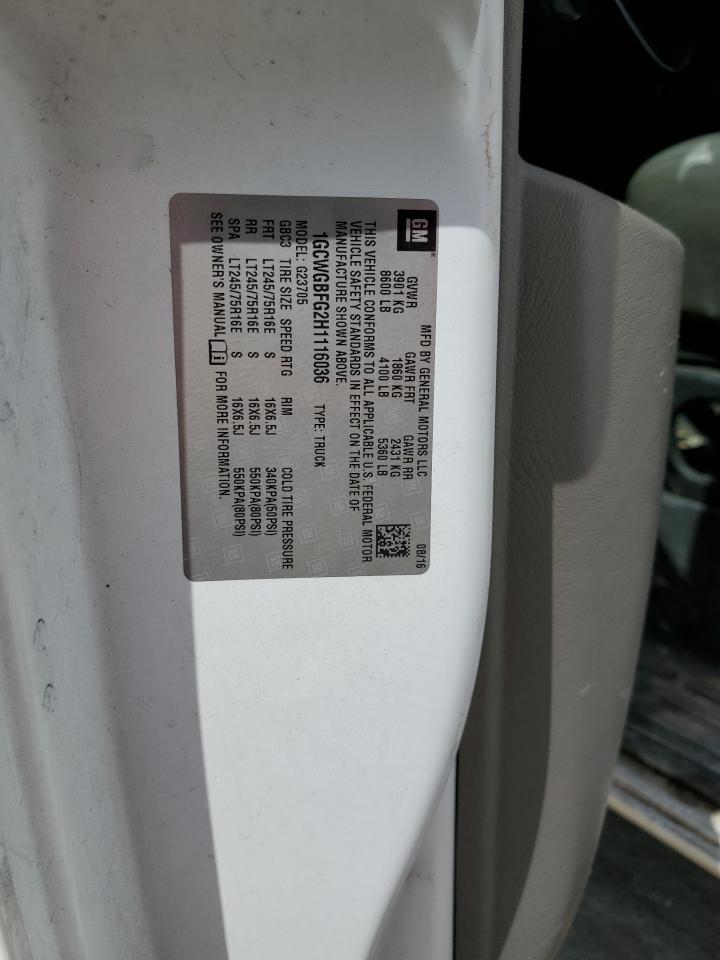 GM®
MFD BY GENERAL MOTORS LLC 08/16
GVWR GAWR FRT GAWR RR
3901 KG 1860 KG 2431 KG
8600 LB 4100 LB 5360 LB
THIS VEHICLE CONFORMS TO ALL APPLICABLE U.S. FEDERAL MOTOR
VEHICLE SAFETY STANDARDS IN EFFECT ON THE DATE OF
MANUFACTURE SHOWN ABOVE.
1GCWGBFG2H1116036 TYPE: TRUCK
MODEL: G23705
GBC3 TIRE SIZE SPEED RTG RIM COLD TIRE PRESSURE
FRT LT245/75R16E S 16X6.5J 340KPA(50PSI)
RR LT245/75R16E S 16X6.5J 550KPA(80PSI)
SPA LT245/75R16E S 16X6.5J 550KPA(80PSI)
SEE OWNER'S MANUAL FOR MORE INFORMATION.